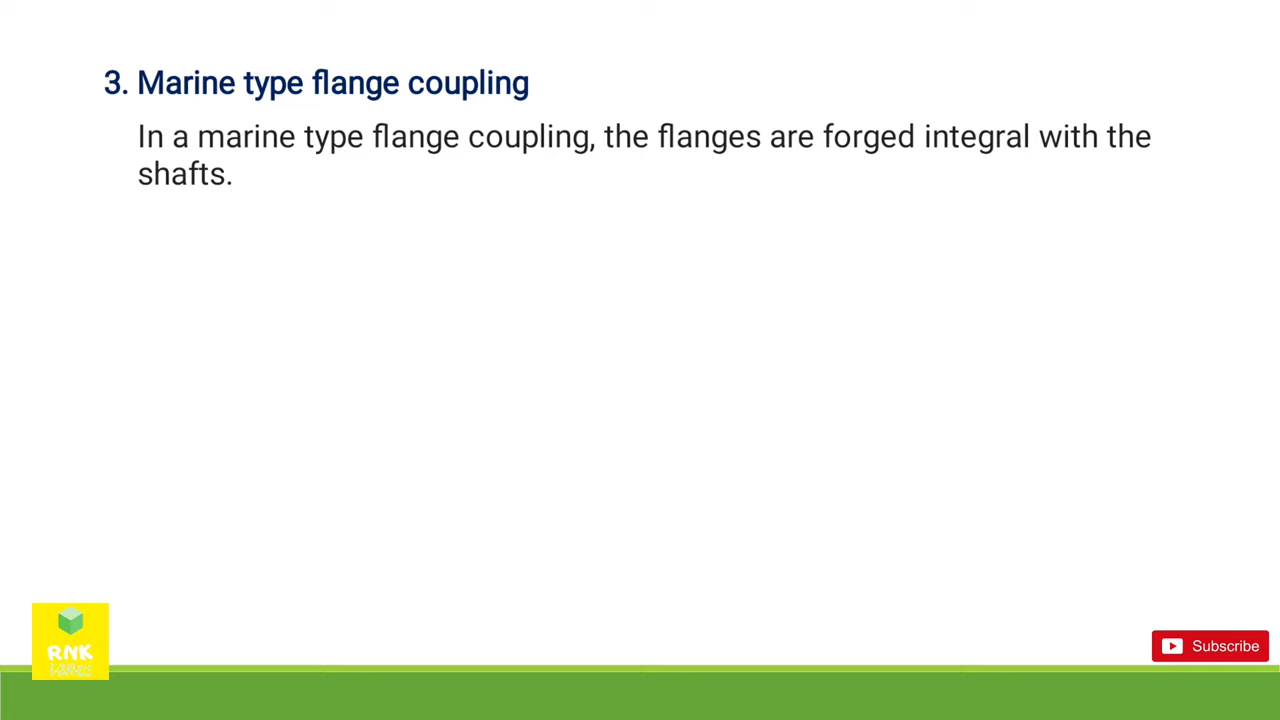 3. Marine type flange coupling
In a marine type flange coupling, the flanges are forged integral with the
shafts.
RNK
Subscribe